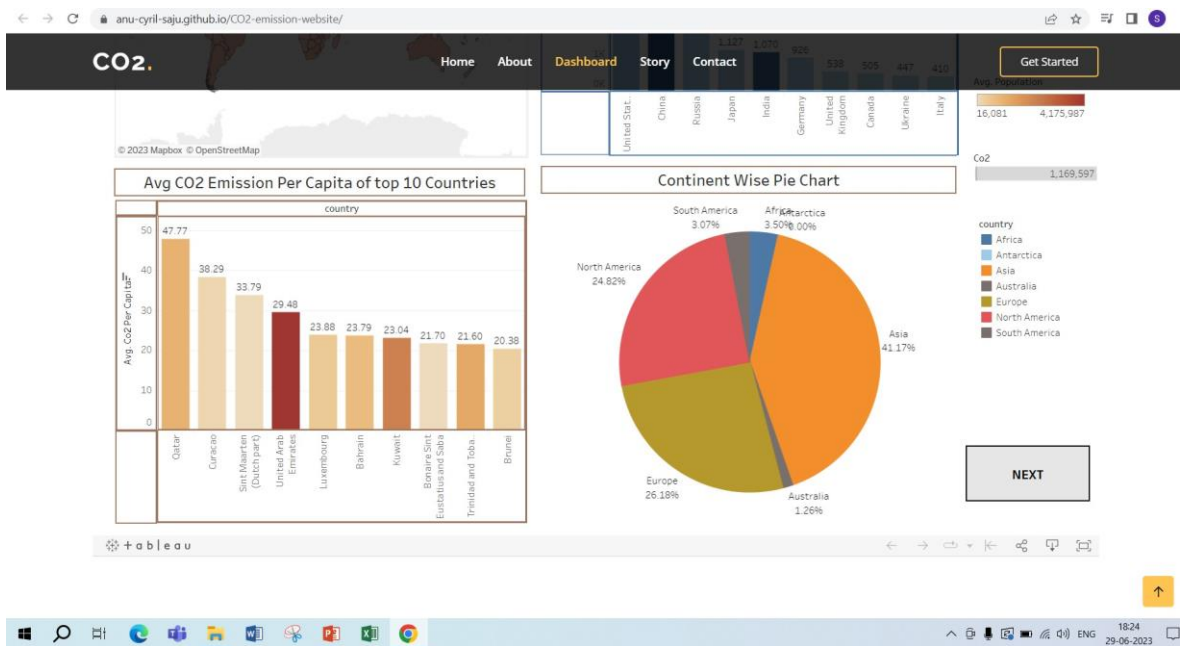 anu-cyril-saju.github.io/CO2-emission-website/
S
CO2.
Home About Dashboard Story Contact
Get Started
1,127 1,076 926 538 505 447 410
0K
United Stat..
China
Russia
Japan
India
Germany
United Kingdom
Canada
Ukraine
Italy
Avg. Population
16,081 4,175,987
© 2023 Mapbox © OpenStreetMap
Co2
1,169,597
Avg CO2 Emission Per Capita of top 10 Countries
country
Avg. Co2 Per Capita
50
40
30
20
10
0
47.77
38.29
33.79
29.48
23.88
23.79
23.04
21.70
21.60
20.38
Qatar
Curacao
Sint Maarten (Dutch part)
United Arab Emirates
Luxembourg
Bahrain
Kuwait
Bonaire Sint Eustatius and Saba
Trinidad and Toba..
Brunei
Continent Wise Pie Chart
South America
3.07%
Africa
3.50%
Antarctica
0.00%
North America
24.82%
Asia
41.17%
Europe
26.18%
Australia
1.26%
country
Africa
Antarctica
Asia
Australia
Europe
North America
South America
NEXT
+ableau
ENG
18:24
29-06-2023